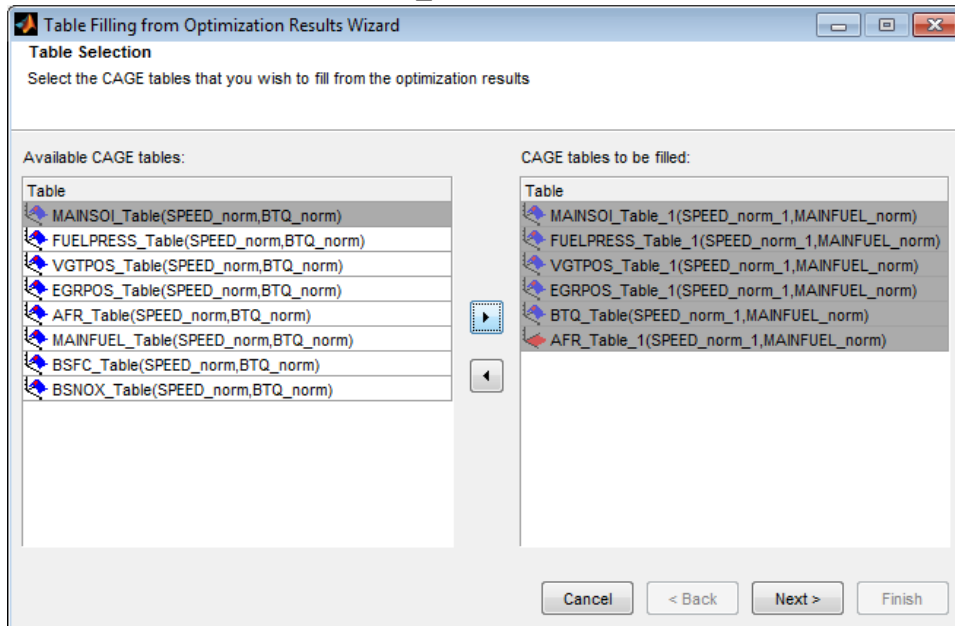 Table Filling from Optimization Results Wizard
Table Selection
Select the CAGE tables that you wish to fill from the optimization results
Available CAGE tables:
Table
MAINSOI_Table(SPEED_norm,BTQ_norm)
FUELPRESS_Table(SPEED_norm,BTQ_norm)
VGTPOS_Table(SPEED_norm,BTQ_norm)
EGRPOS_Table(SPEED_norm,BTQ_norm)
AFR_Table(SPEED_norm,BTQ_norm)
MAINFUEL_Table(SPEED_norm,BTQ_norm)
BSFC_Table(SPEED_norm,BTQ_norm)
BSNOX_Table(SPEED_norm,BTQ_norm)
CAGE tables to be filled:
Table
MAINSOI_Table_1(SPEED_norm_1,MAINFUEL_norm)
FUELPRESS_Table_1(SPEED_norm_1,MAINFUEL_norm)
VGTPOS_Table_1(SPEED_norm_1,MAINFUEL_norm)
EGRPOS_Table_1(SPEED_norm_1,MAINFUEL_norm)
BTQ_Table(SPEED_norm_1,MAINFUEL_norm)
AFR_Table_1(SPEED_norm_1,MAINFUEL_norm)
Cancel < Back Next > Finish